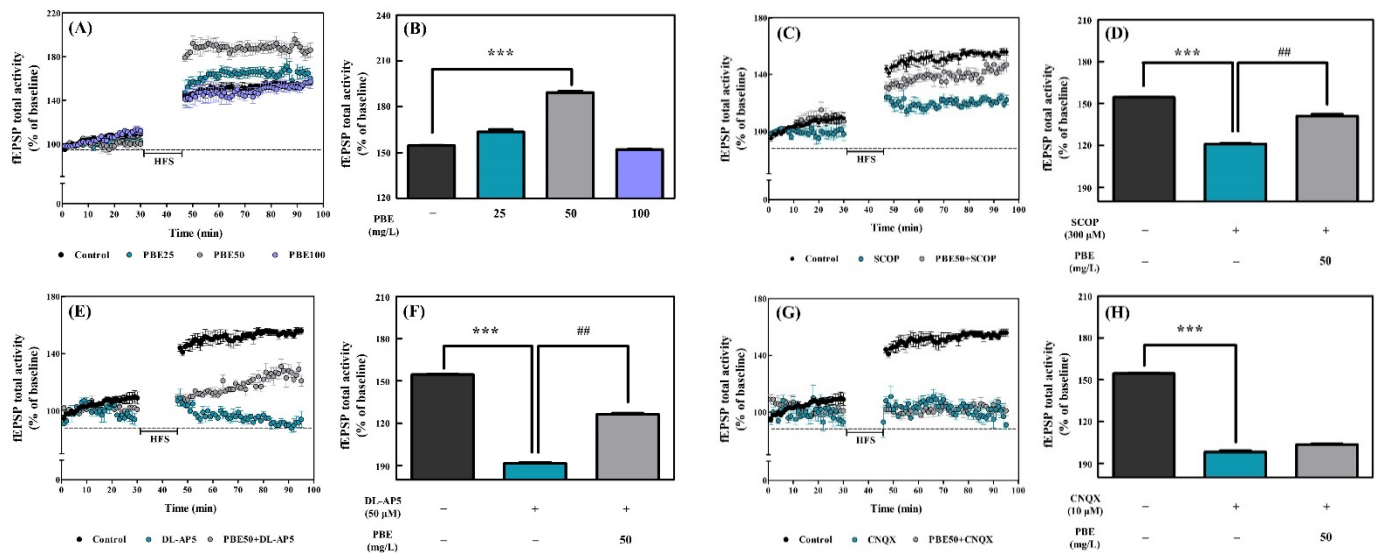 (A)
fEPSP total activity
(% of baseline)
220
180
140
100
0
HFS
0 10 20 30 40 50 60 70 80 90 100
Time (min)
Control PBE25 PBE50 PBE100
(B)
fEPSP total activity
(% of baseline)
240
210
180
150
120
***
PBE
(mg/L)
– 25 50 100
(C)
fEPSP total activity
(% of baseline)
180
140
100
0
HFS
0 10 20 30 40 50 60 70 80 90 100
Time (min)
Control SCOP PBE50+SCOP
(D)
fEPSP total activity
(% of baseline)
210
180
150
120
190
*** ##
SCOP
(300 μM)
– + +
PBE
(mg/L)
– – 50
(E)
fEPSP total activity
(% of baseline)
180
140
100
0
HFS
0 10 20 30 40 50 60 70 80 90 100
Time (min)
Control DL-AP5 PBE50+DL-AP5
(F)
fEPSP total activity
(% of baseline)
210
180
150
120
190
*** ##
DL-AP5
(50 μM)
– + +
PBE
(mg/L)
– – 50
(G)
fEPSP total activity
(% of baseline)
180
140
100
0
HFS
0 10 20 30 40 50 60 70 80 90 100
Time (min)
Control CNQX PBE50+CNQX
(H)
fEPSP total activity
(% of baseline)
210
180
150
120
190
***
CNQX
(10 μM)
– + +
PBE
(mg/L)
– – 50